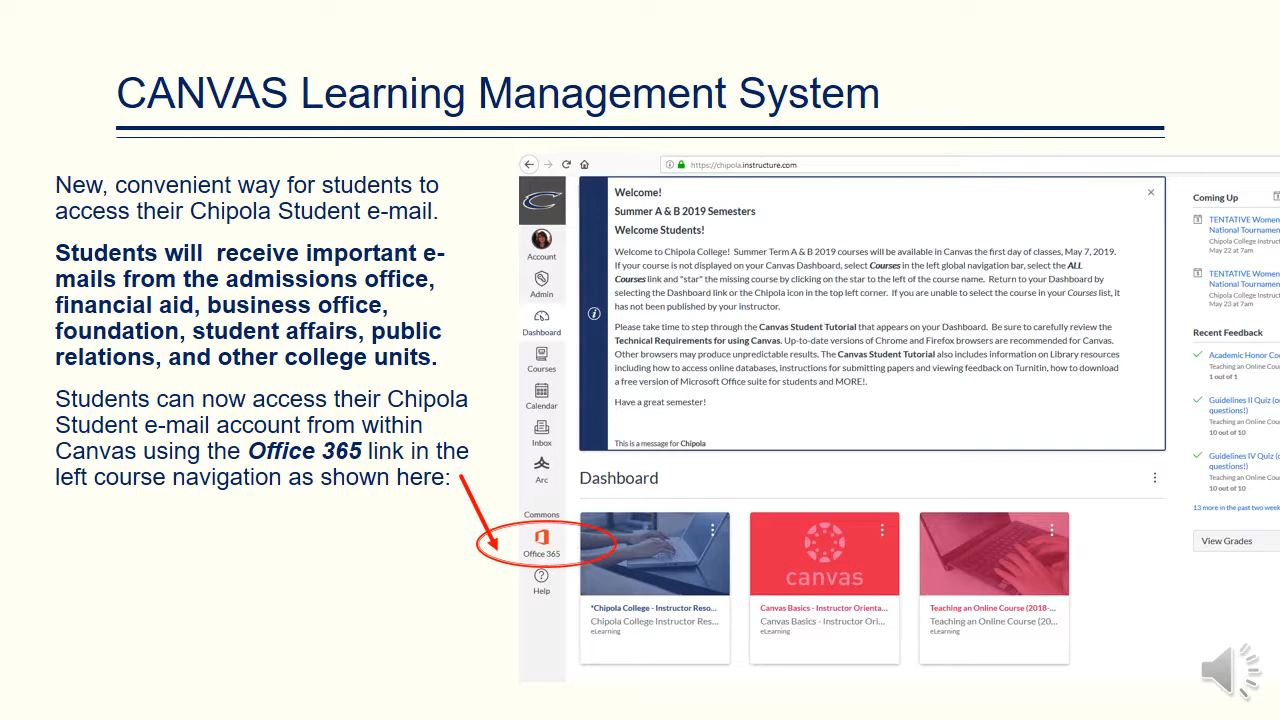 CANVAS Learning Management System
New, convenient way for students to
access their Chipola Student e-mail.
Students will receive important e-
mails from the admissions office,
financial aid, business office,
foundation, student affairs, public
relations, and other college units.
Students can now access their Chipola
Student e-mail account from within
Canvas using the Office 365 link in the
left course navigation as shown here:
https://chipola.instructure.com
Account
Admin
Dashboard
Courses
Calendar
Inbox
Arc
Commons
Office 365
Help
Welcome!
Summer A & B 2019 Semesters
Welcome Students!
Welcome to Chipola College! Summer Term A & B 2019 courses will be available in Canvas the first day of classes, May 7, 2019.
If your course is not displayed on your Canvas Dashboard, select Courses in the left global navigation bar, select the ALL
Courses link and "star" the missing course by clicking on the star to the left of the course name. Return to your Dashboard by
selecting the Dashboard link or the Chipola icon in the top left corner. If you are unable to select the course in your Courses list, it
has not been published by your instructor.
Please take time to step through the Canvas Student Tutorial that appears on your Dashboard. Be sure to carefully review the
Technical Requirements for using Canvas. Up-to-date versions of Chrome and Firefox browsers are recommended for Canvas.
Other browsers may produce unpredictable results. The Canvas Student Tutorial also includes information on Library resources
including how to access online databases, instructions for submitting papers and viewing feedback on Turnitin, how to download
a free version of Microsoft Office suite for students and MORE!.
Have a great semester!
This is a message for Chipola
Dashboard
canvas
*Chipola College - Instructor Reso...
Chipola College Instructor Res...
eLearning
Canvas Basics - Instructor Orienta...
Canvas Basics - Instructor Ori...
eLearning
Teaching an Online Course (2018-...
Teaching an Online Course (20...
eLearning
Coming Up
TENTATIVE Women
National Tourname
Chipola College Instruct
May 22 at 7am
TENTATIVE Women
National Tourname
Chipola College Instruct
May 23 at 7am
Recent Feedback
Academic Honor Co
Teaching an Online Cour
1 out of 1
Guidelines II Quiz (o
questions!)
Teaching an Online Cour
10 out of 10
Guidelines IV Quiz (
questions!)
Teaching an Online Cour
10 out of 10
13 more in the past two week
View Grades